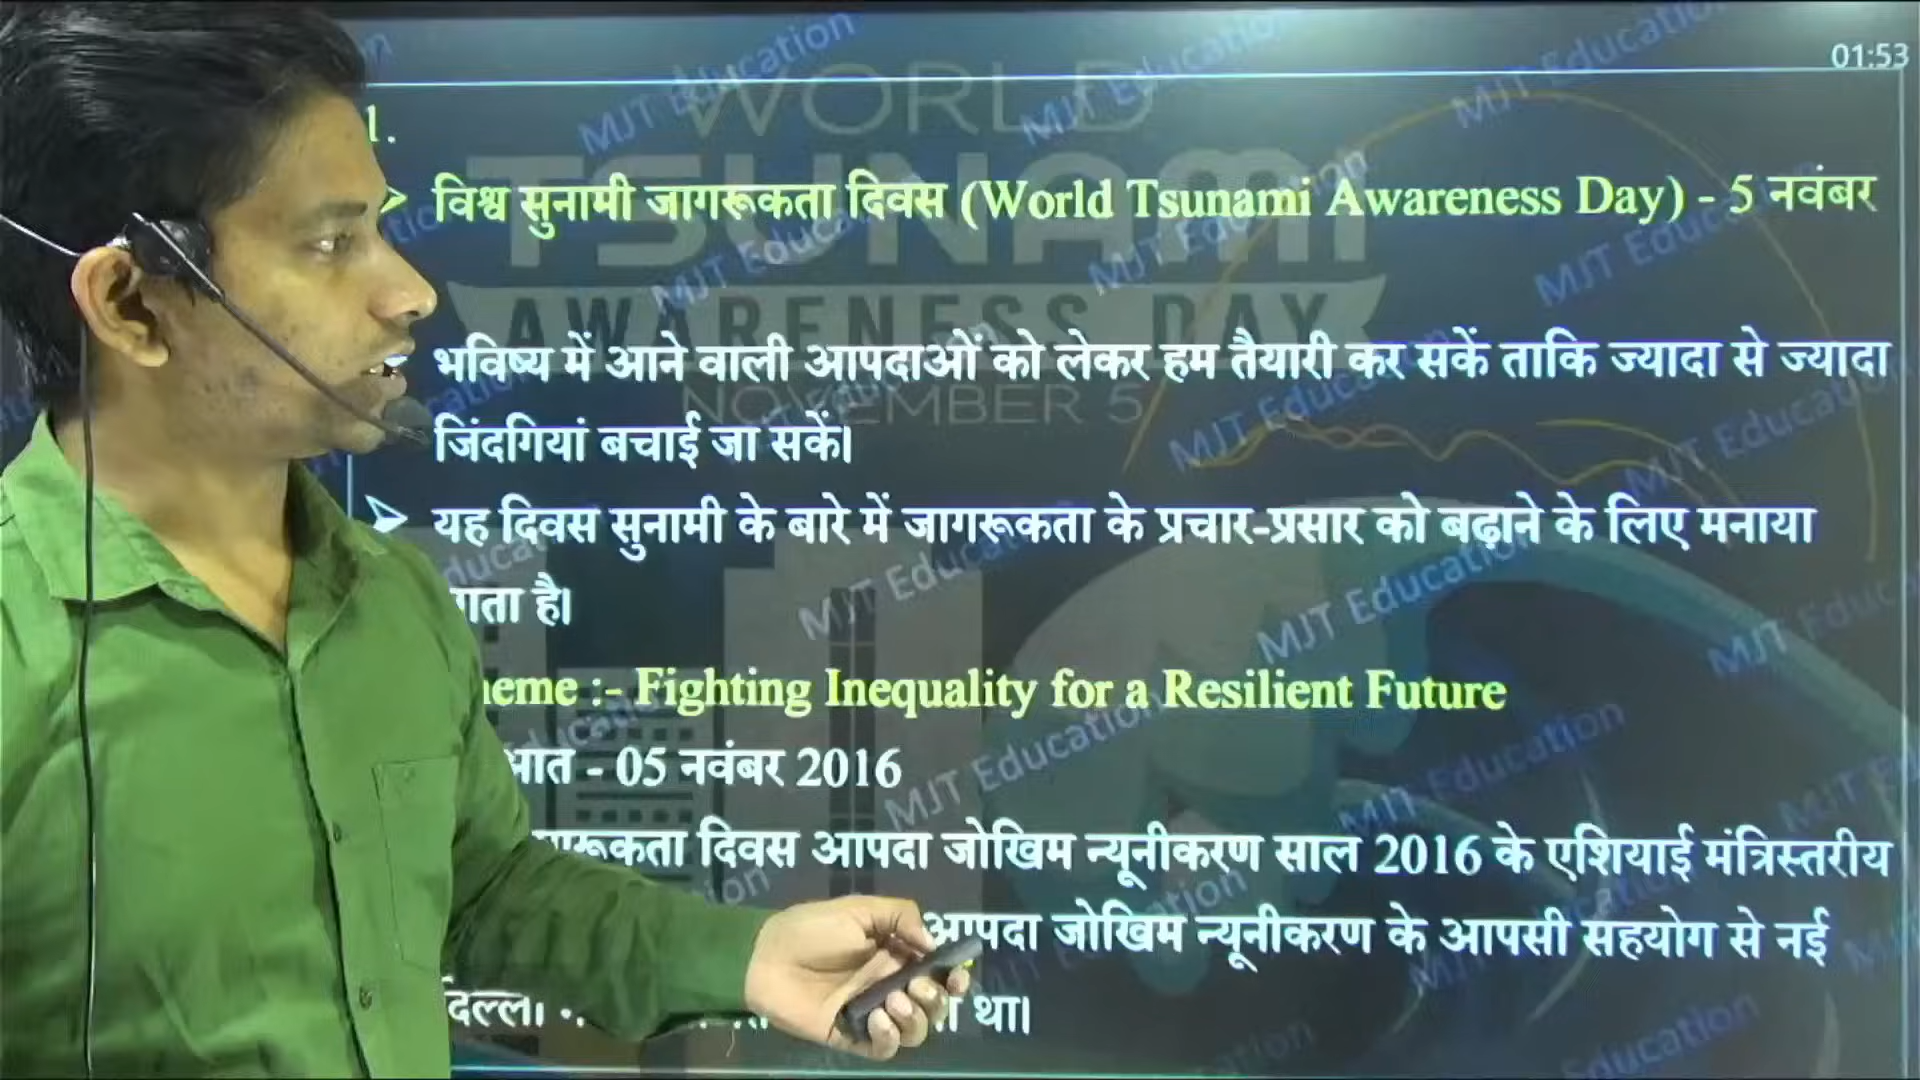 01:53
WORLD
TSUNAMI
AWARENESS DAY
NOVEMBER 5
1.
विश्व सुनामी जागरूकता दिवस (World Tsunami Awareness Day) - 5 नवंबर
भविष्य में आने वाली आपदाओं को लेकर हम तैयारी कर सकें ताकि ज्यादा से ज्यादा
जिंदगियां बचाई जा सकें।
यह दिवस सुनामी के बारे में जागरूकता के प्रचार-प्रसार को बढ़ाने के लिए मनाया
है।
:- Fighting Inequality for a Resilient Future
- 05 नवंबर 2016
दिवस आपदा जोखिम न्यूनीकरण साल 2016 के एशियाई मंत्रिस्तरीय
आपदा जोखिम न्यूनीकरण के आपसी सहयोग से नई
था।
MJT Education